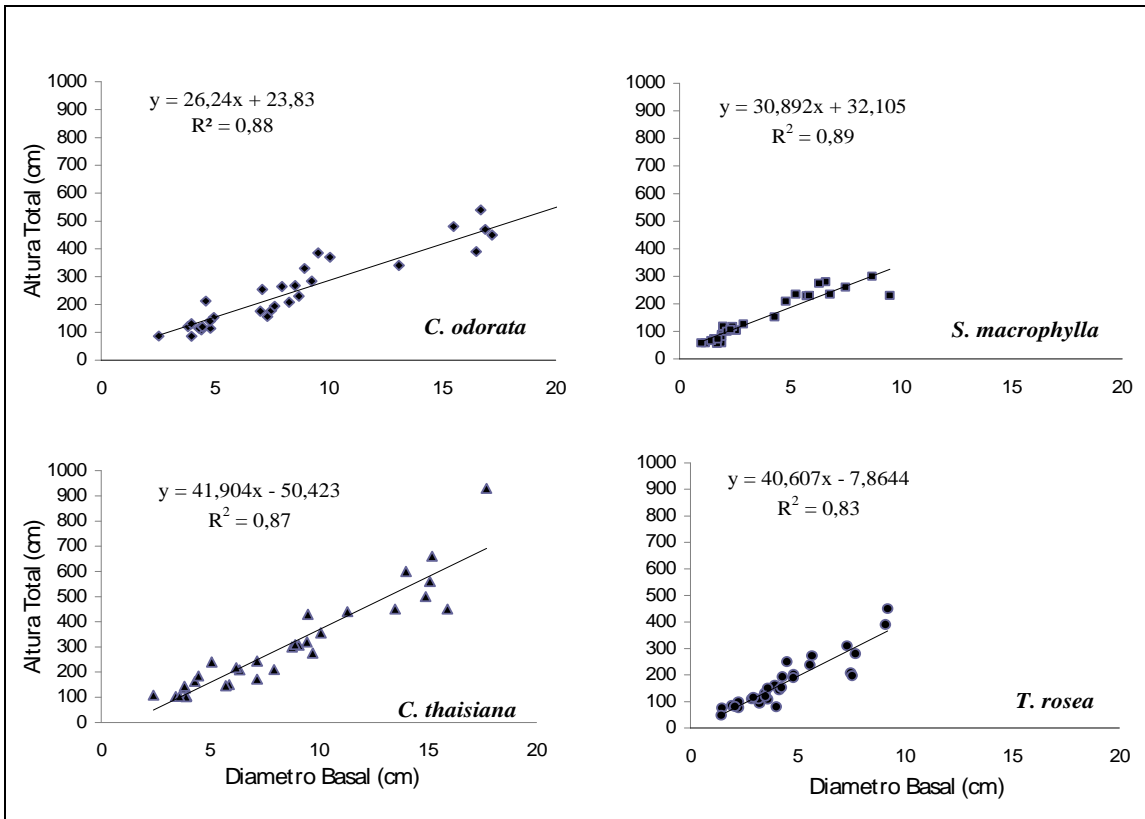 1000
900
800
700
600
500
400
300
200
100
0
0 5 10 15 20
Altura Total (cm)
y = 26,24x + 23,83
R² = 0,88
C. odorata
1000
900
800
700
600
500
400
300
200
100
0
0 5 10 15 20
y = 30,892x + 32,105
R² = 0,89
S. macrophylla
1000
900
800
700
600
500
400
300
200
100
0
0 5 10 15 20
Altura Total (cm)
Diametro Basal (cm)
y = 41,904x - 50,423
R² = 0,87
C. thaisiana
1000
900
800
700
600
500
400
300
200
100
0
0 5 10 15 20
Diametro Basal (cm)
y = 40,607x - 7,8644
R² = 0,83
T. rosea